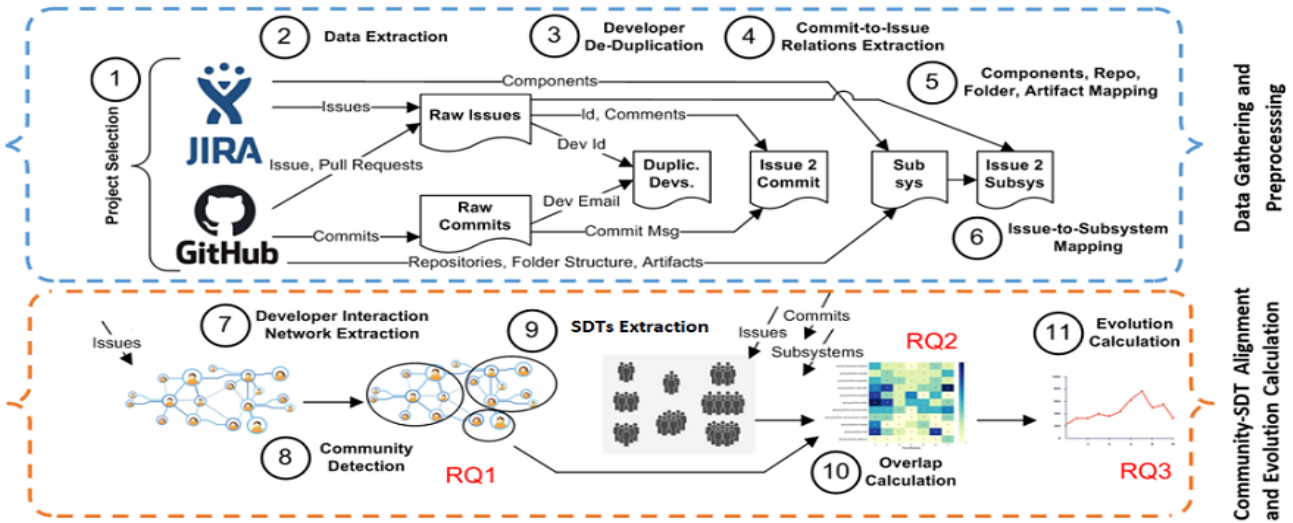 1
Project Selection
2
Data Extraction
3
Developer
De-Duplication
4
Commit-to-Issue
Relations Extraction
5
Components, Repo,
Folder, Artifact Mapping
JIRA
GitHub
Components
Issues
Raw Issues
Id, Comments
Dev Id
Issue, Pull Requests
Duplic.
Devs.
Issue 2
Commit
Sub
sys
Issue 2
Subsys
Raw
Commits
Dev Email
Commits
Commit Msg
Repositories, Folder Structure, Artifacts
6
Issue-to-Subsystem
Mapping
Data Gathering and
Preprocesssing
Issues
7
Developer Interaction
Network Extraction
8
Community
Detection
RQ1
9
SDTs Extraction
Issues
Commits
Subsystems
RQ2
10
Overlap
Calculation
11
Evolution
Calculation
RQ3
Community-SDT Alignment
and Evolution Calculation